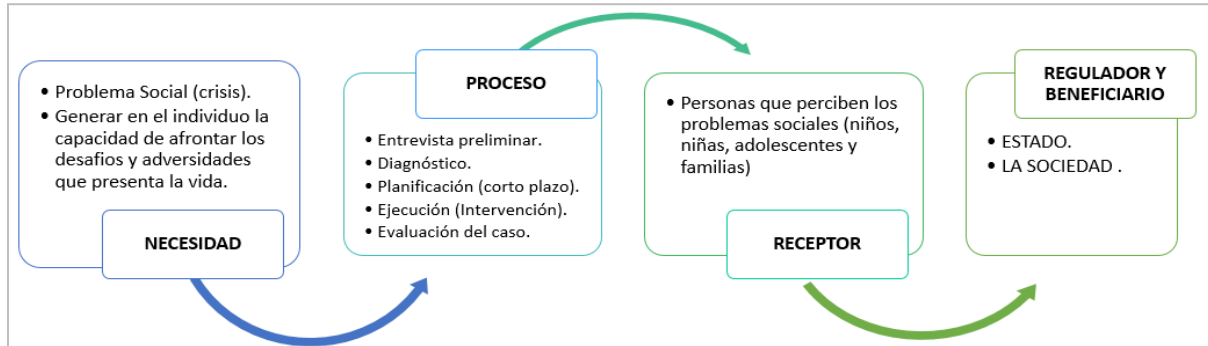 • Problema Social (crisis).
• Generar en el individuo la
capacidad de afrontar los
desafios y adversidades
que presenta la vida.
NECESIDAD
PROCESO
• Entrevista preliminar.
• Diagnóstico.
• Planificación (corto plazo).
• Ejecución (Intervención).
• Evaluación del caso.
• Personas que perciben los
problemas sociales (niños,
niñas, adolescentes y
familias)
RECEPTOR
REGULADOR Y
BENEFICIARIO
• ESTADO.
• LA SOCIEDAD .